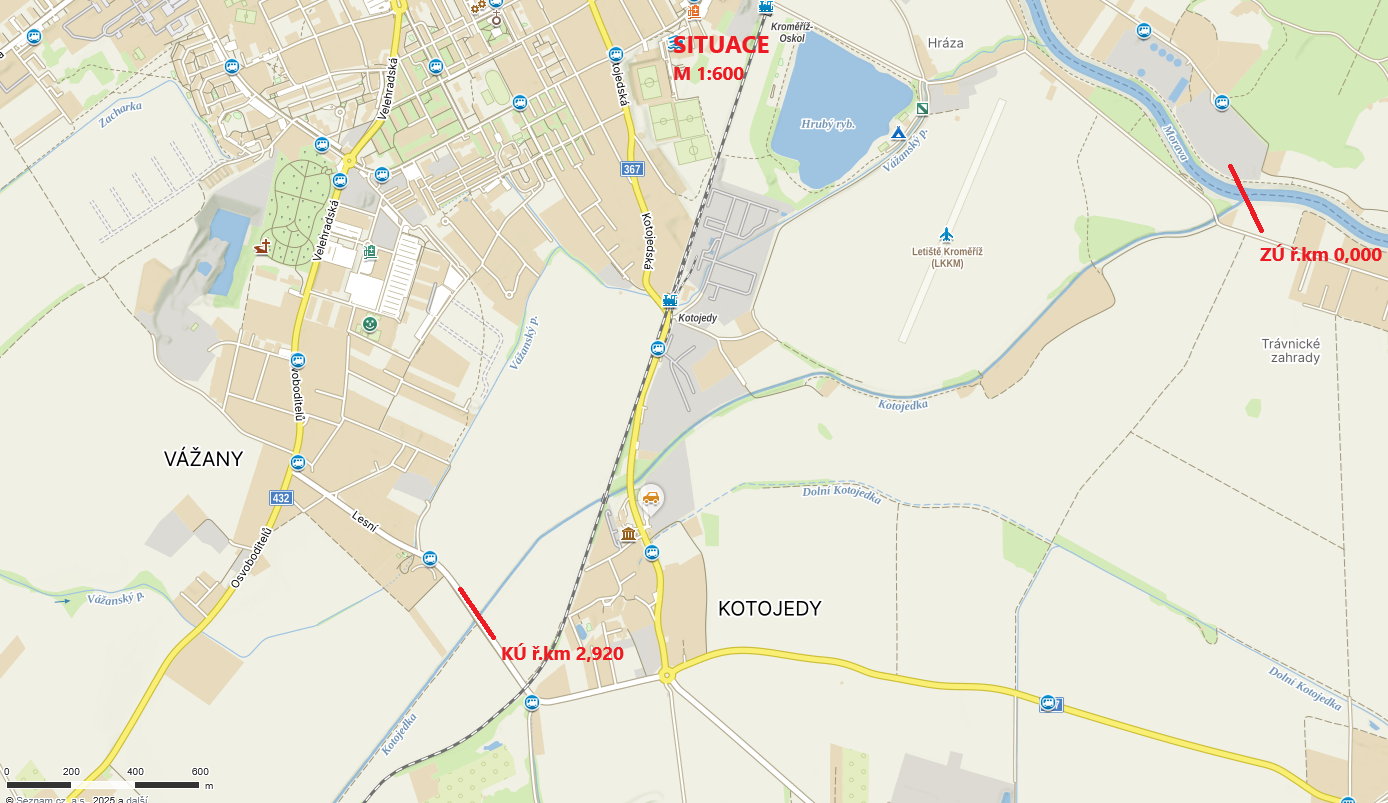 Kroměříž-
Oskol
SITUACE
M 1:600
Hráza
Zacharka
Velehradská
Hrubý ryb.
Vážanský p.
Morava
367
Kotojedská
Velehradská
Letiště Kroměříž
(LKKM)
ZÚ ř.km 0,000
Kotojedy
Vážanský p.
Trávnické
zahrady
Kotojedka
VÁŽANY
432
Dolní Kotojedka
Lesní
Osvoboditelů
Vážanský p.
KOTOJEDY
KÚ ř.km 2,920
Dolní Kotojedka
Kotojedka
0 200 400 600
m
© Seznam.cz, a.s., 2025 a další